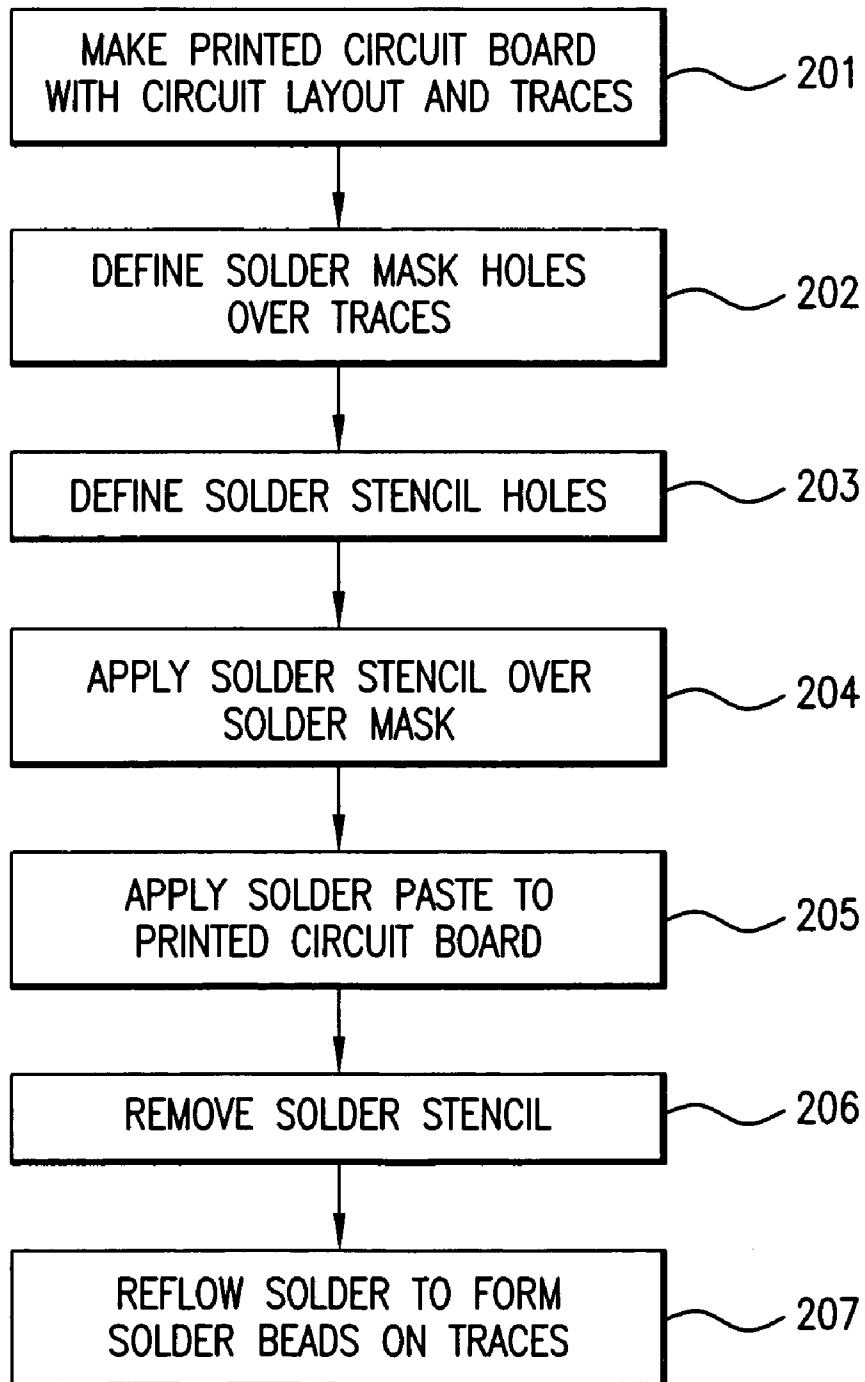 MAKE PRINTED CIRCUIT BOARD
WITH CIRCUIT LAYOUT AND TRACES
201
DEFINE SOLDER MASK HOLES
OVER TRACES
202
DEFINE SOLDER STENCIL HOLES
203
APPLY SOLDER STENCIL OVER
SOLDER MASK
204
APPLY SOLDER PASTE TO
PRINTED CIRCUIT BOARD
205
REMOVE SOLDER STENCIL
206
REFLOW SOLDER TO FORM
SOLDER BEADS ON TRACES
207